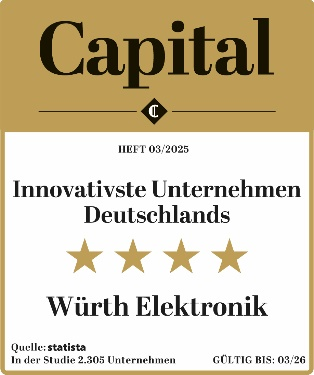 Capital
C
HEFT 03/2025
Innovativste Unternehmen
Deutschlands
Würth Elektronik
Quelle: statista
In der Studie 2.305 Unternehmen GÜLTIG BIS: 03/26